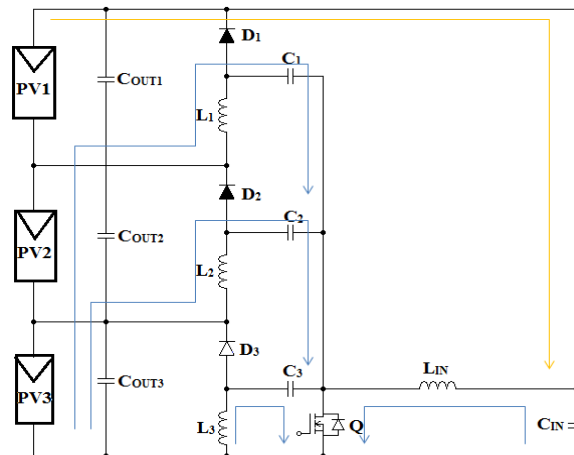 D1
C1
PV1
COUT1
L1
D2
C2
PV2
COUT2
L2
D3
C3
LIN
PV3
COUT3
L3
Q
CIN